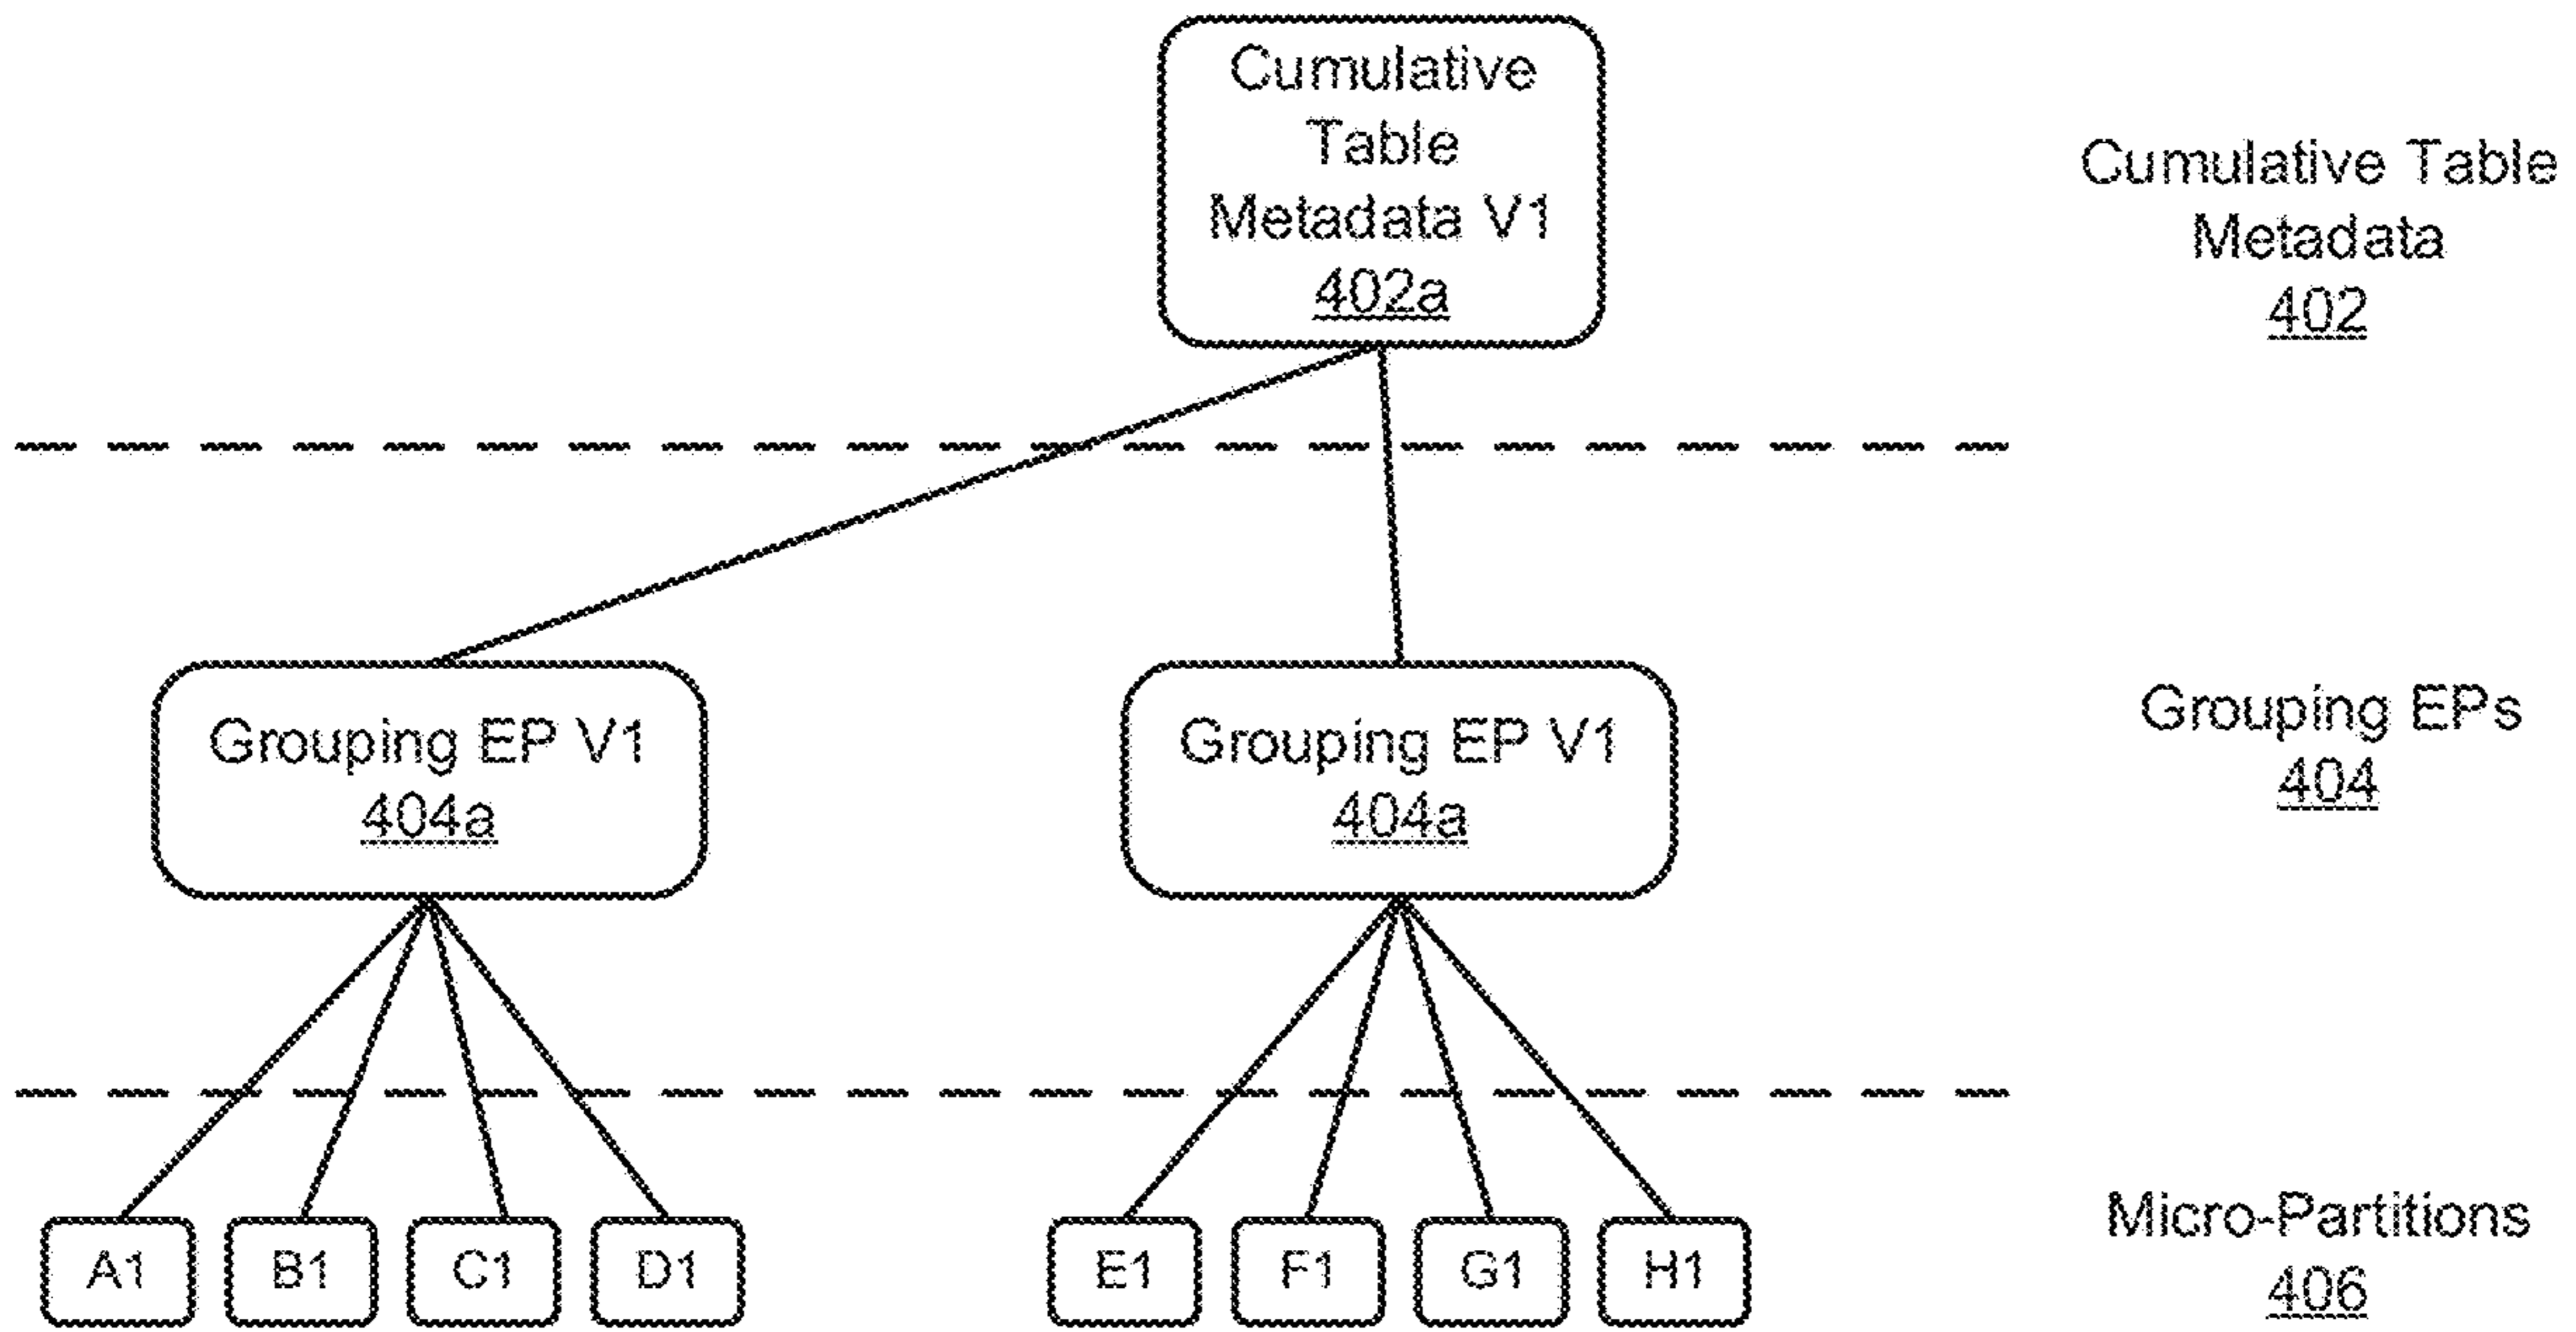 Cumulative
Table
Metadata V1
402a
Cumulative Table
Metadata
402
Grouping EP V1
404a
Grouping EP V1
404a
Grouping EPs
404
A1
B1
C1
D1
E1
F1
G1
H1
Micro-Partitions
406